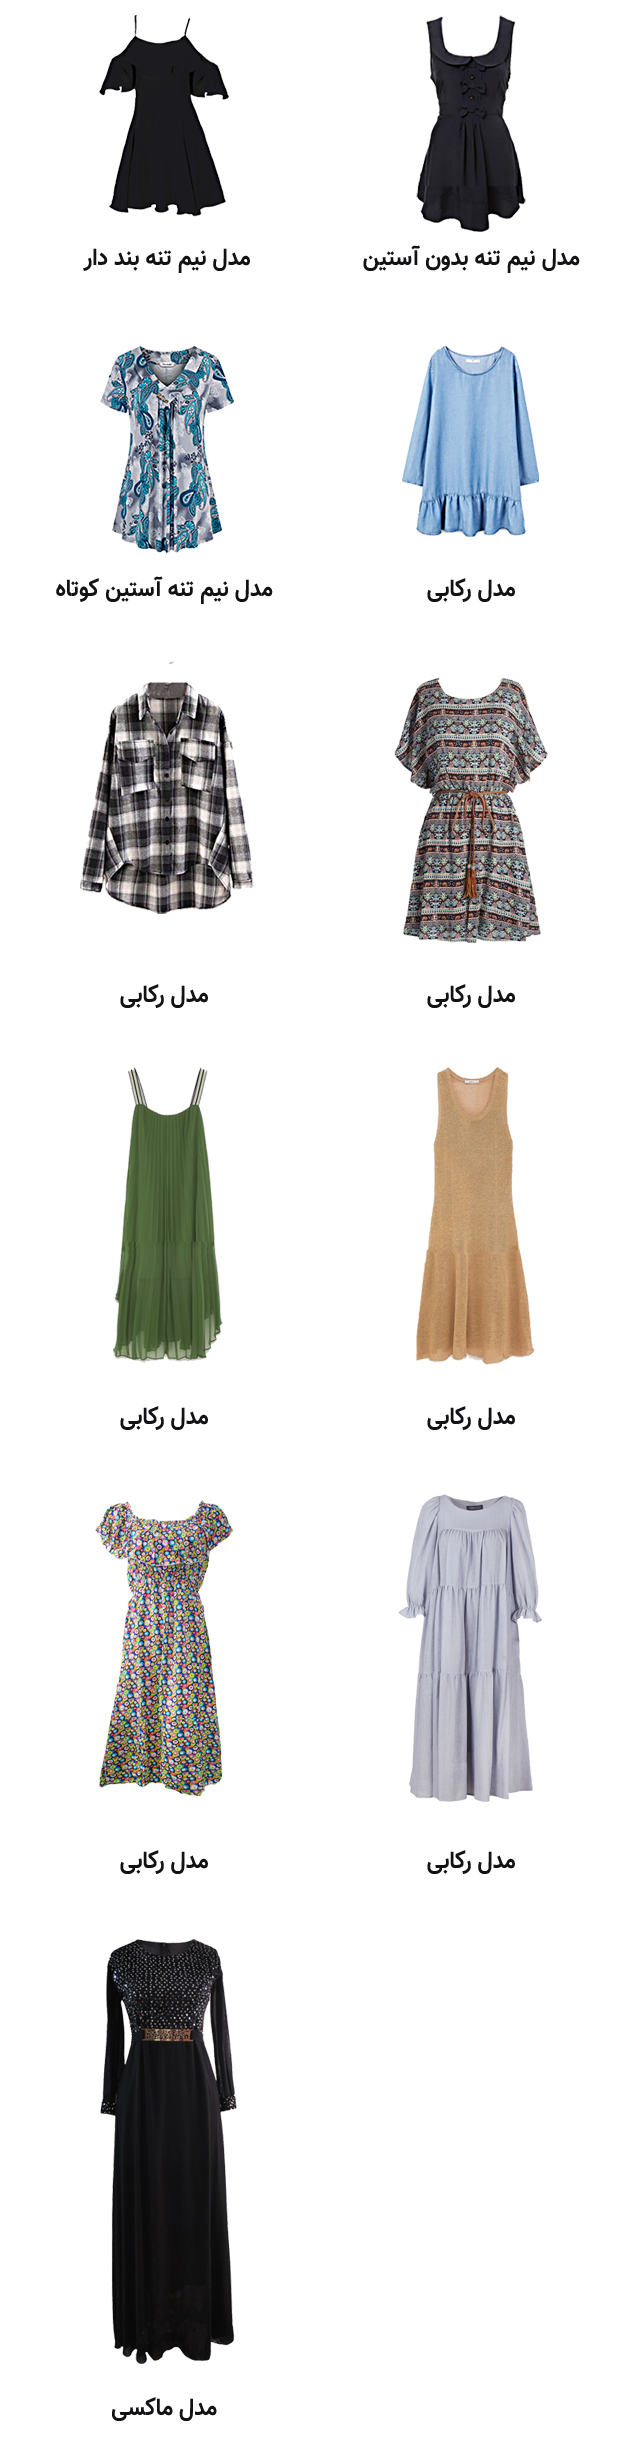 مدل نیم تنه بدون آستین
مدل نیم تنه بند دار
مدل رکابی
مدل نیم تنه آستین کوتاه
مدل رکابی
مدل رکابی
مدل رکابی
مدل رکابی
مدل رکابی
مدل رکابی
مدل ماکسی